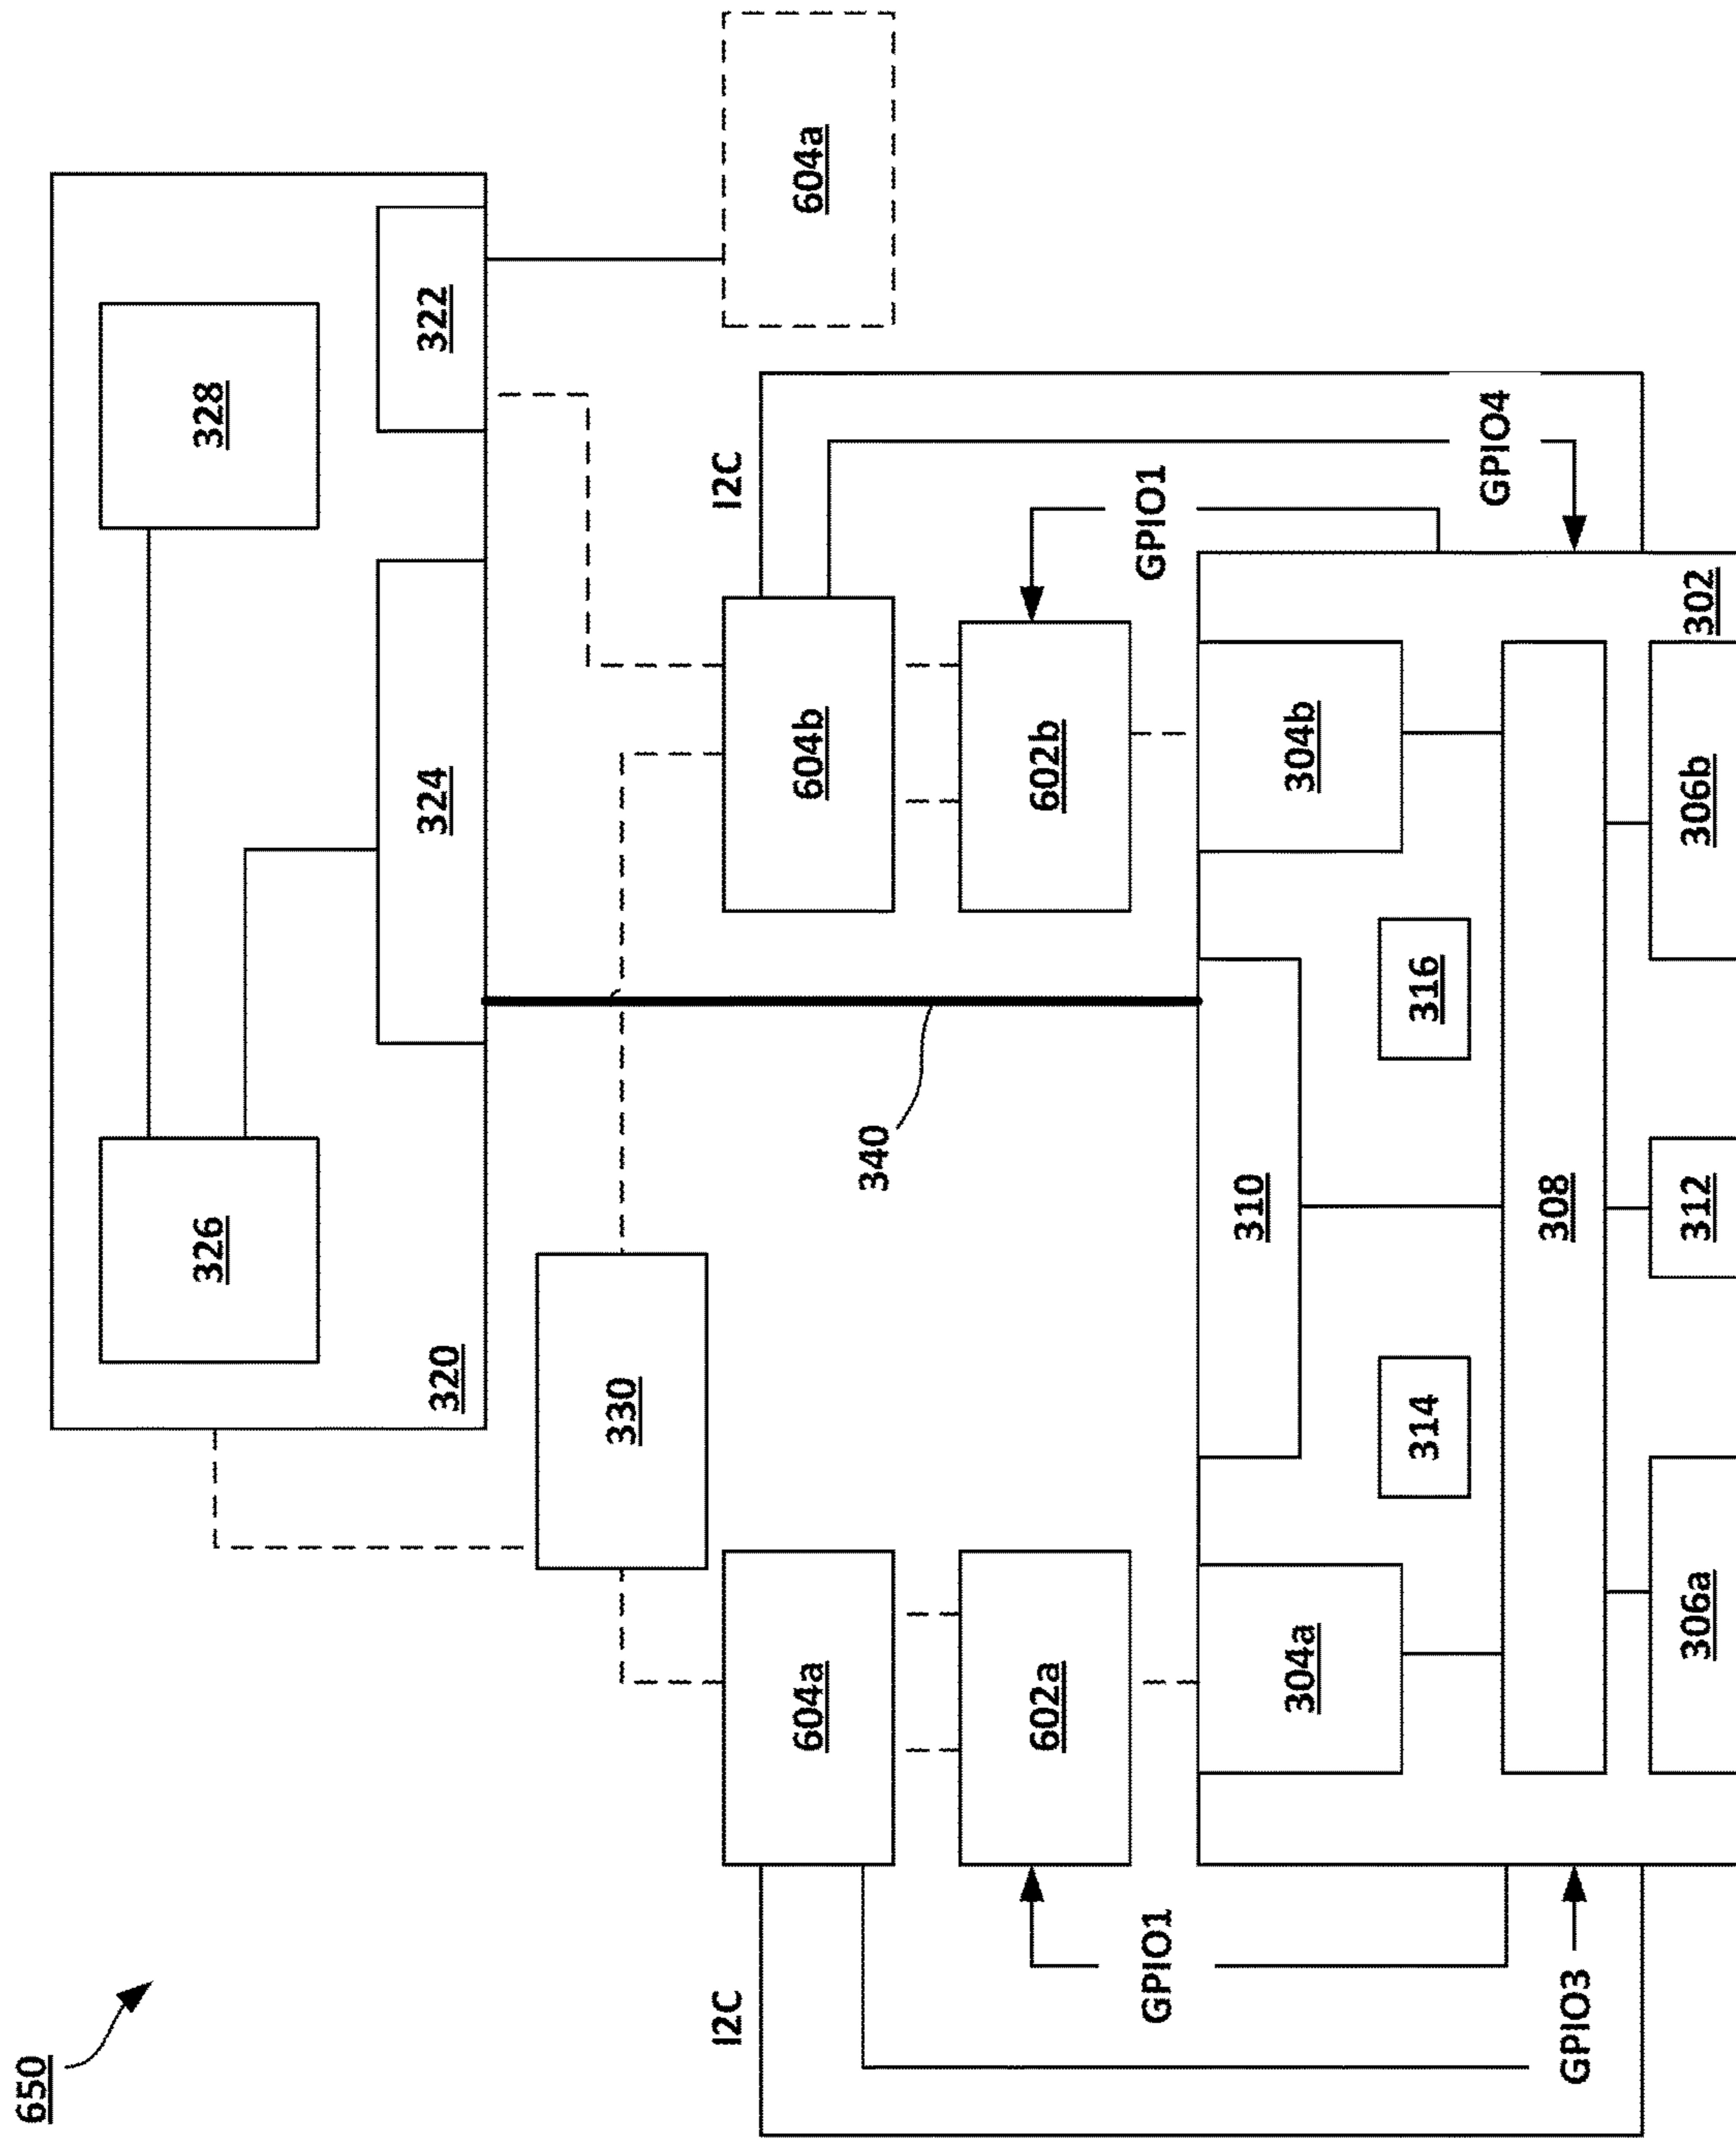 650
326
328
320
324
322
330
I2C
I2C
604a
604b
604a
340
602a
602b
GPIO1
GPIO1
310
304a
304b
314
316
GPIO4
308
GPIO3
306a
312
306b
302